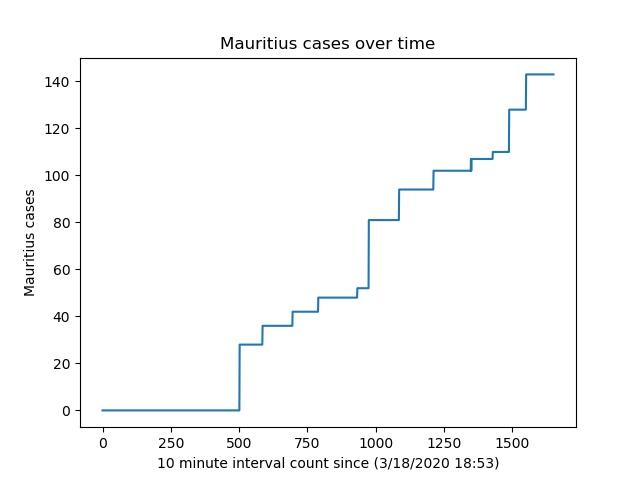 Mauritius cases over time
Mauritius cases
140
120
100
80
60
40
20
0
0 250 500 750 1000 1250 1500
10 minute interval count since (3/18/2020 18:53)